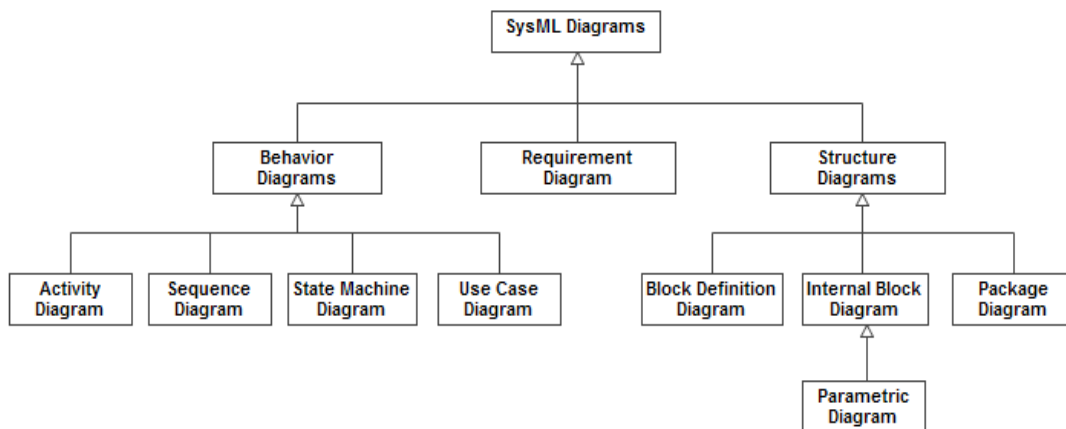 SysML Diagrams
Behavior
Diagrams
Requirement
Diagram
Structure
Diagrams
Activity
Diagram
Sequence
Diagram
State Machine
Diagram
Use Case
Diagram
Block Definition
Diagram
Internal Block
Diagram
Package
Diagram
Parametric
Diagram